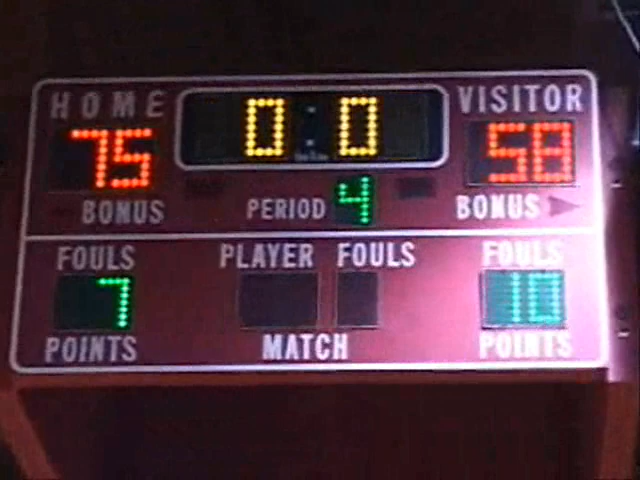 HOME 0 0 VISITOR
75 58
BONUS PERIOD 4 BONUS
FOULS PLAYER FOULS FOULS
7 10
POINTS MATCH POINTS